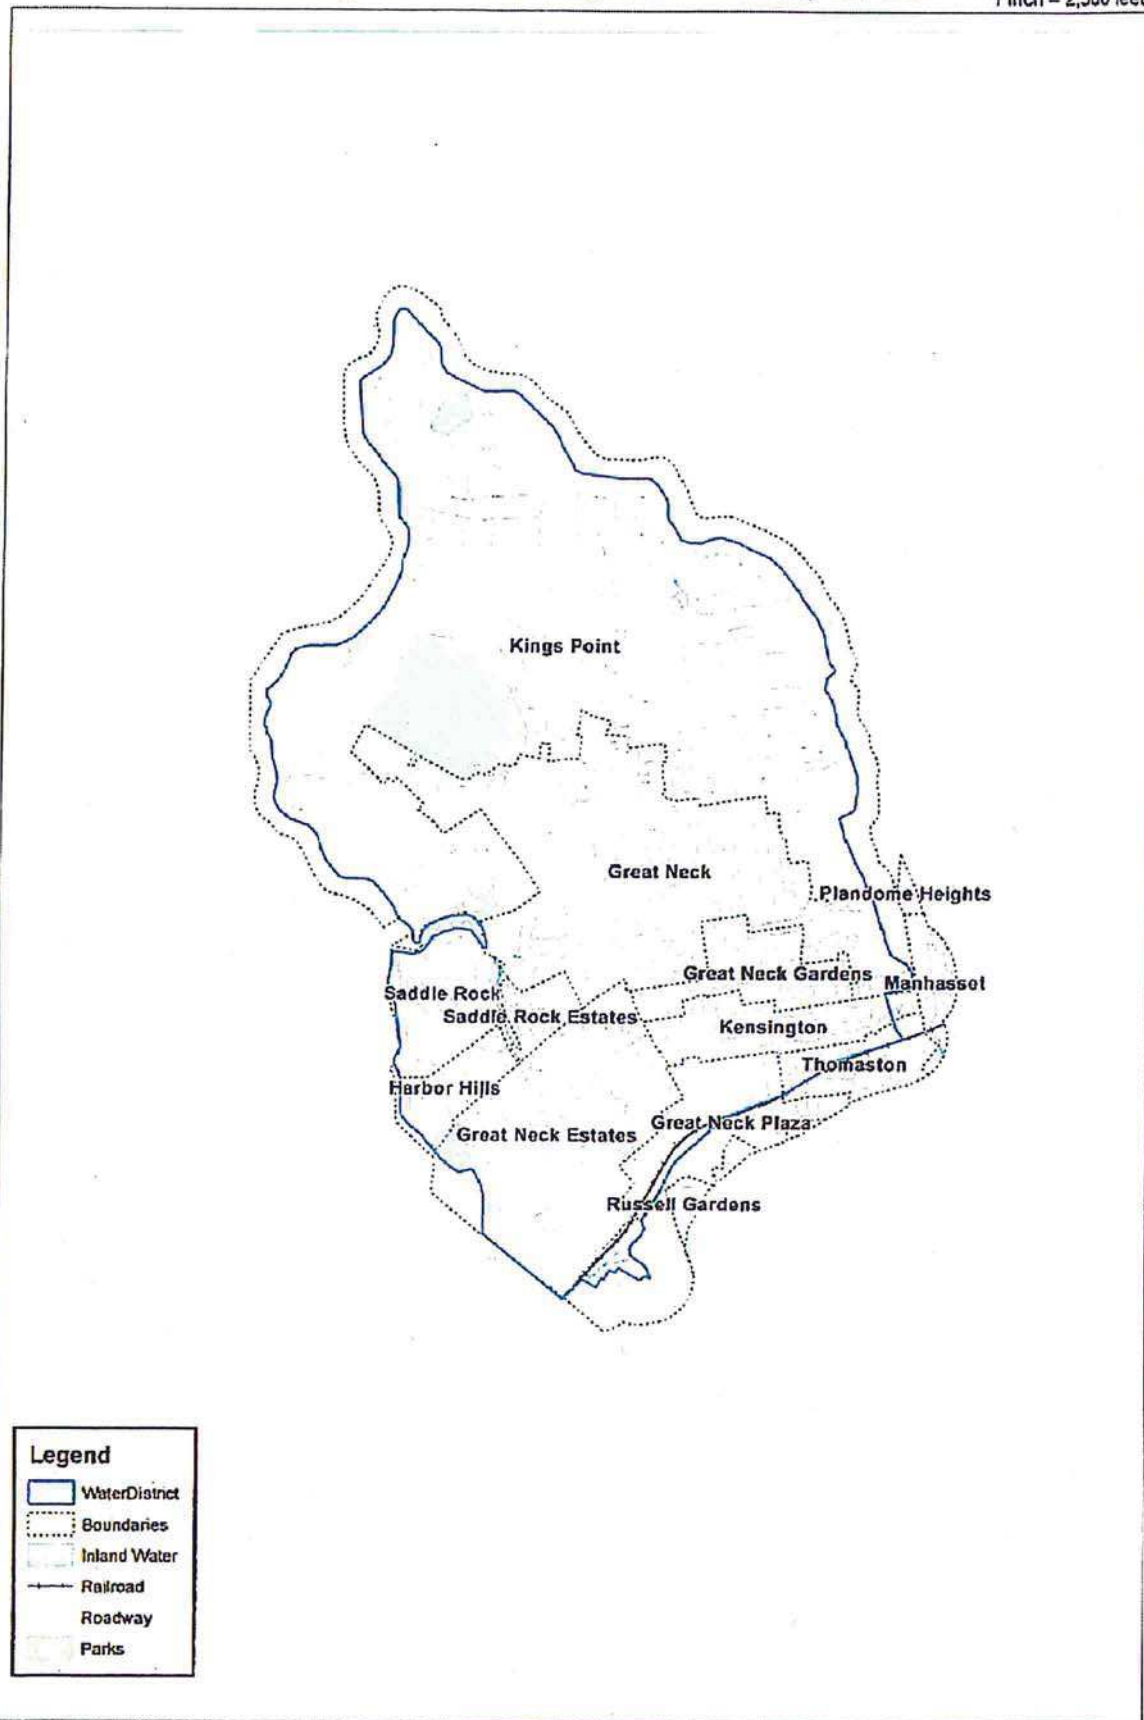 Kings Point
Great Neck
Plandome Heights
Great Neck Gardens
Manhasset
Saddle Rock
Saddle Rock Estates
Kensington
Thomaston
Harbor Hills
Great Neck Plaza
Great Neck Estates
Russell Gardens
Legend
WaterDistrict
Boundaries
Inland Water
Railroad
Roadway
Parks